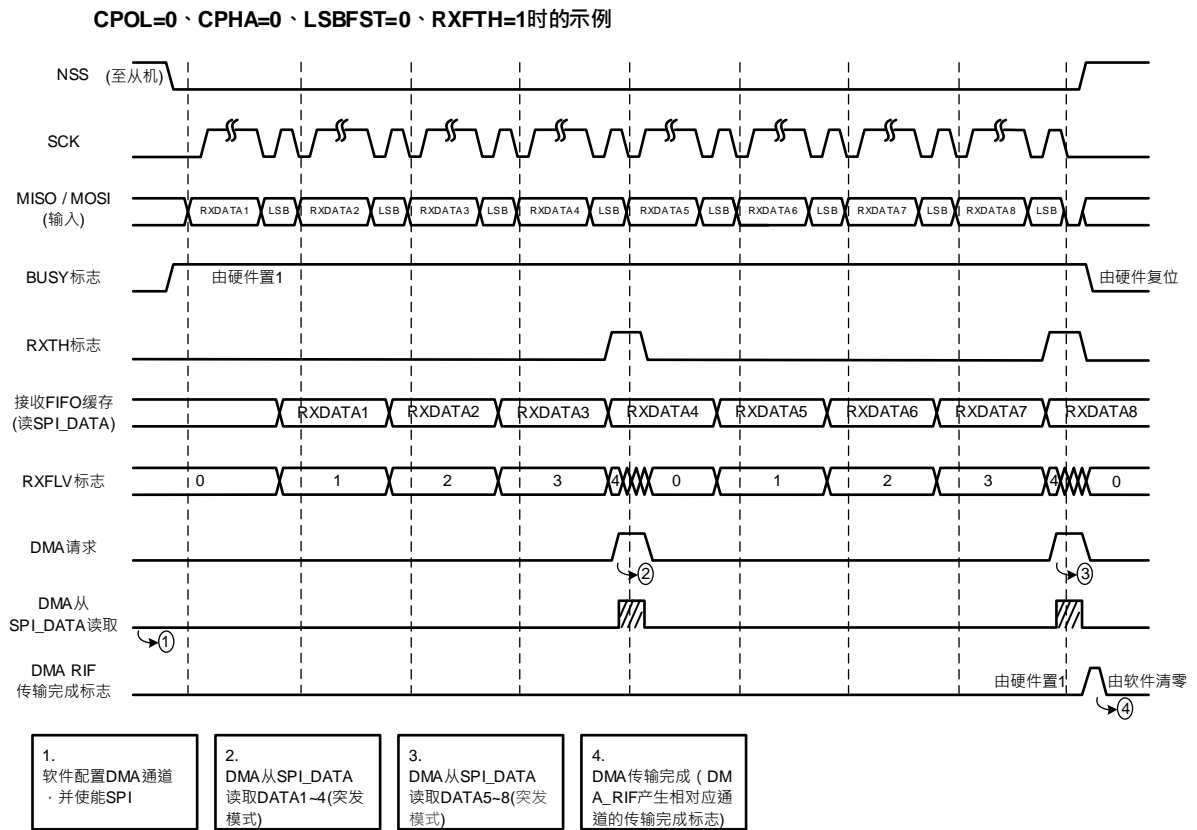 CPOL=0、CPHA=0、LSBFST=0、RXFTH=1时的示例
NSS (至从机)
SCK
MISO / MOSI
(输入)
RXDATA1 LSB RXDATA2 LSB RXDATA3 LSB RXDATA4 LSB RXDATA5 LSB RXDATA6 LSB RXDATA7 LSB RXDATA8 LSB
BUSY标志
由硬件置1
由硬件复位
RXTH标志
接收FIFO缓存
(读SPI_DATA)
RXDATA1 RXDATA2 RXDATA3 RXDATA4 RXDATA5 RXDATA6 RXDATA7 RXDATA8
RXFLV标志
0 1 2 3 4 0 1 2 3 4 0
DMA请求
② ③
DMA从
SPI_DATA读取
①
DMA RIF
传输完成标志
由硬件置1
由软件清零
④
1.
软件配置DMA通道
，并使能SPI
2.
DMA从SPI_DATA
读取DATA1~4(突发
模式)
3.
DMA从SPI_DATA
读取DATA5~8(突发
模式)
4.
DMA传输完成（DM
A_RIF产生相对应通
道的传输完成标志)